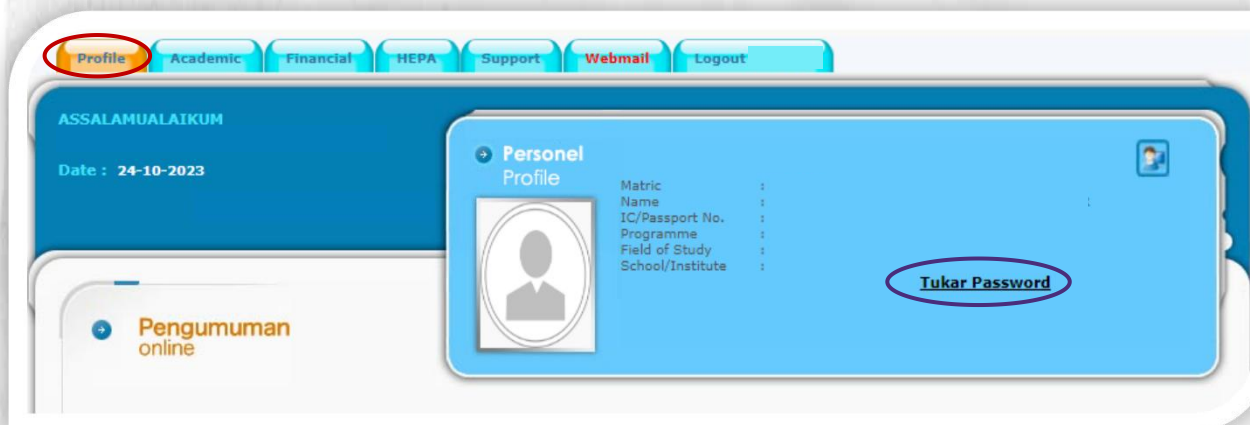 Profile Academic Financial HEPA Support Webmail Logout
ASSALAMUALAIKUM
Date : 24-10-2023
Personel
Profile
Matric :
Name :
IC/Passport No. :
Programme :
Field of Study :
School/Institute :
Tukar Password
Pengumuman
online